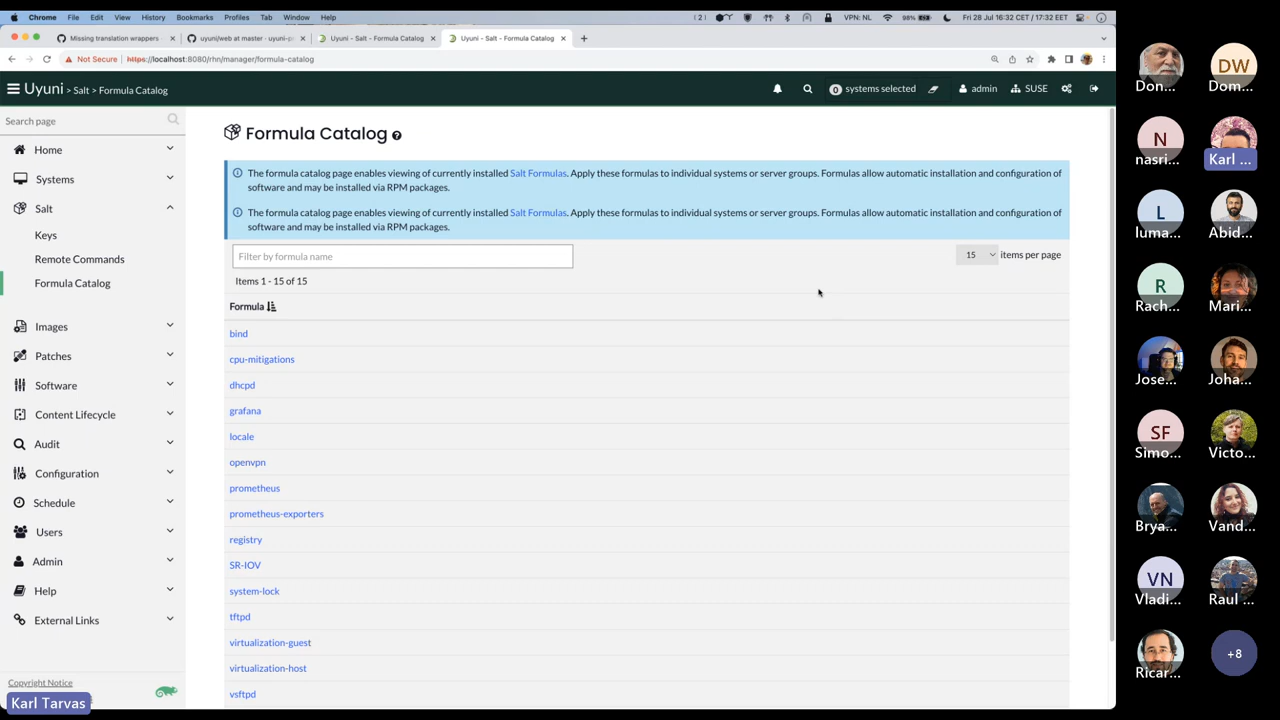 Chrome File Edit View History Bookmarks Profiles Tab Window Help
( 2 ) VPN: NL 98% Fri 28 Jul 16:32 CET / 17:32 EET
Missing translation wrappers -
uyuni/web at master · uyuni-pr
Uyuni - Salt - Formula Catalog
Uyuni - Salt - Formula Catalog
Not Secure https://localhost:8080/rhn/manager/formula-catalog
Uyuni > Salt > Formula Catalog
0 systems selected admin SUSE
Search page
Home
Systems
Salt
Keys
Remote Commands
Formula Catalog
Images
Patches
Software
Content Lifecycle
Audit
Configuration
Schedule
Users
Admin
Help
External Links
Copyright Notice
Karl Tarvas
Formula Catalog
The formula catalog page enables viewing of currently installed Salt Formulas. Apply these formulas to individual systems or server groups. Formulas allow automatic installation and configuration of
software and may be installed via RPM packages.
The formula catalog page enables viewing of currently installed Salt Formulas. Apply these formulas to individual systems or server groups. Formulas allow automatic installation and configuration of
software and may be installed via RPM packages.
Filter by formula name
15 items per page
Items 1 - 15 of 15
Formula
bind
cpu-mitigations
dhcpd
grafana
locale
openvpn
prometheus
prometheus-exporters
registry
SR-IOV
system-lock
tftpd
virtualization-guest
virtualization-host
vsftpd
Don...
DW
Dom...
N
nasri...
Karl ...
L
luma...
Abid...
R
Rach...
Mari...
Jose...
Joha...
SF
Simo...
Victo...
Brya...
Vand...
VN
Vladi...
Raul ...
Ricar...
+8